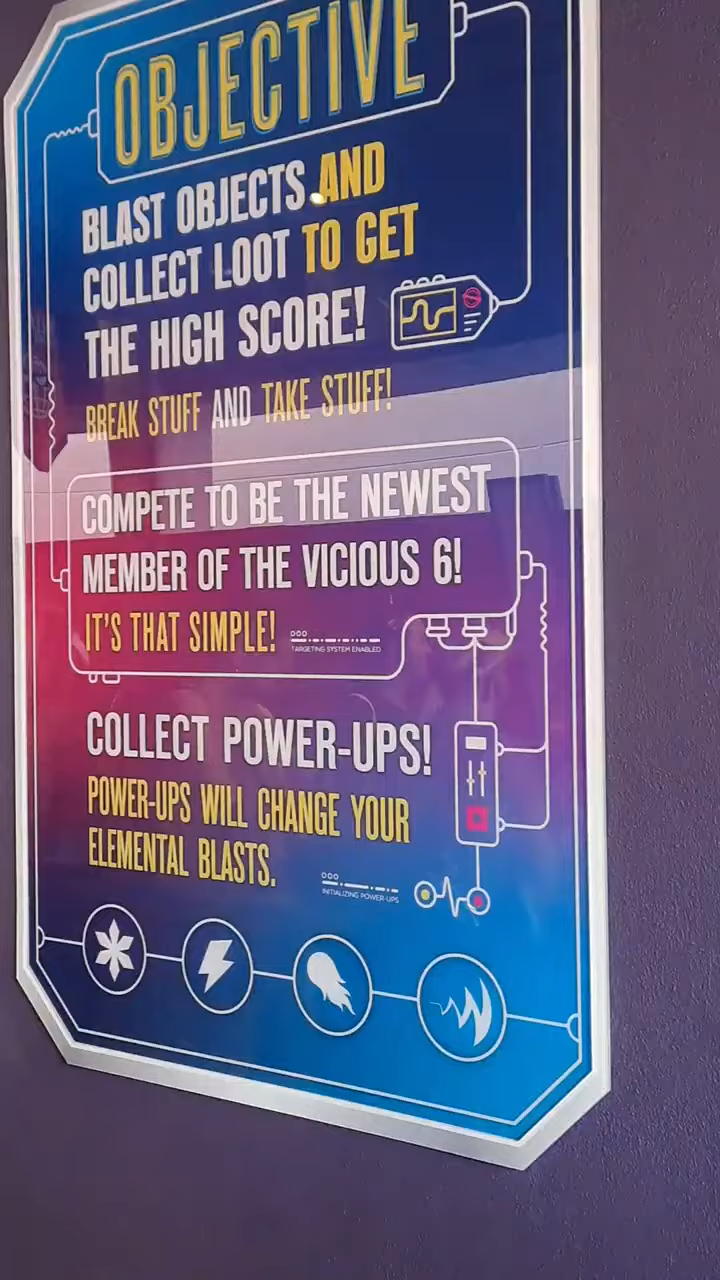 OBJECTIVE
BLAST OBJECTS AND
COLLECT LOOT TO GET
THE HIGH SCORE!
BREAK STUFF AND TAKE STUFF!
COMPETE TO BE THE NEWEST
MEMBER OF THE VICIOUS 6!
IT'S THAT SIMPLE!
TARGETING SYSTEM ENABLED
COLLECT POWER-UPS!
POWER-UPS WILL CHANGE YOUR
ELEMENTAL BLASTS.
INITIALIZING POWER-UPS